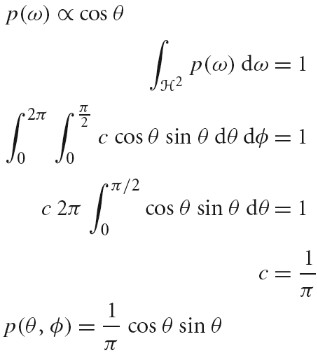 p(ω) ∝ cos θ
∫_{ℋ²} p(ω) dω = 1
∫_0^{2π} ∫_0^{π/2} c cos θ sin θ dθ dϕ = 1
c 2π ∫_0^{π/2} cos θ sin θ dθ = 1
c = 1/π
p(θ, ϕ) = 1/π cos θ sin θ